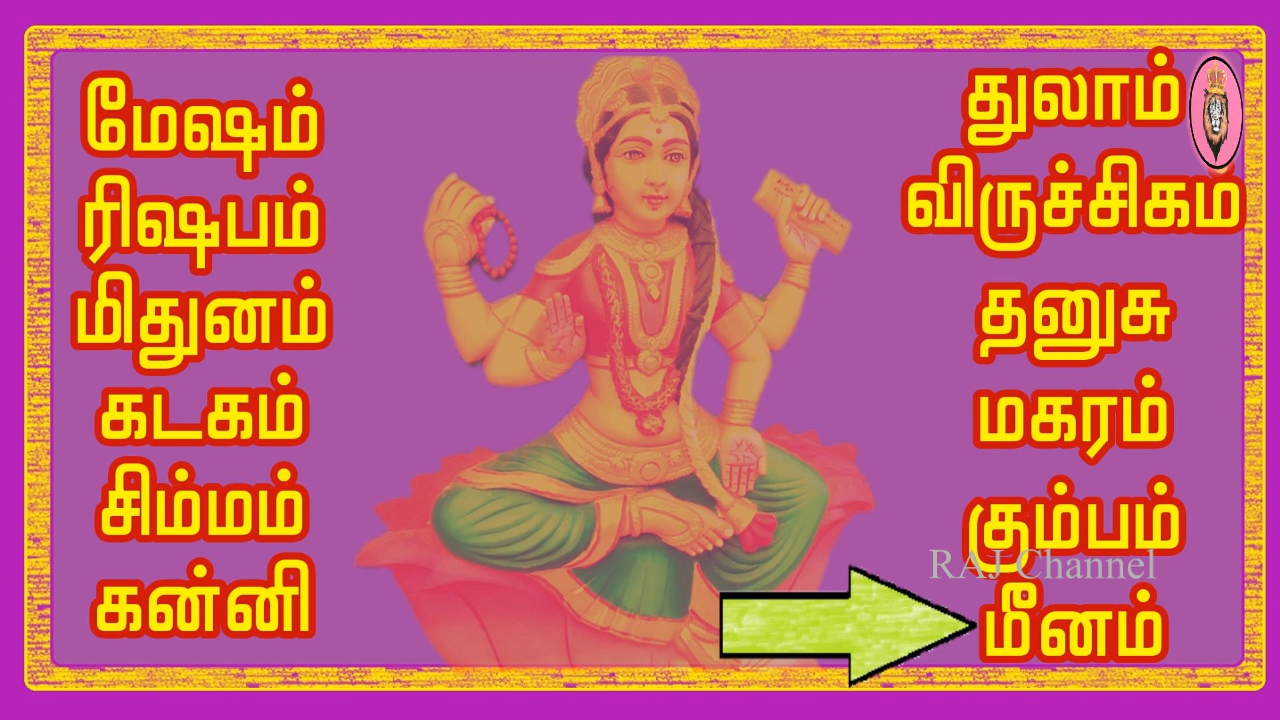 மேஷம்
ரிஷபம்
மிதுனம்
கடகம்
சிம்மம்
கன்னி
துலாம்
விருச்சிகம்
தனுசு
மகரம்
கும்பம்
RAJ Channel
மீனம்